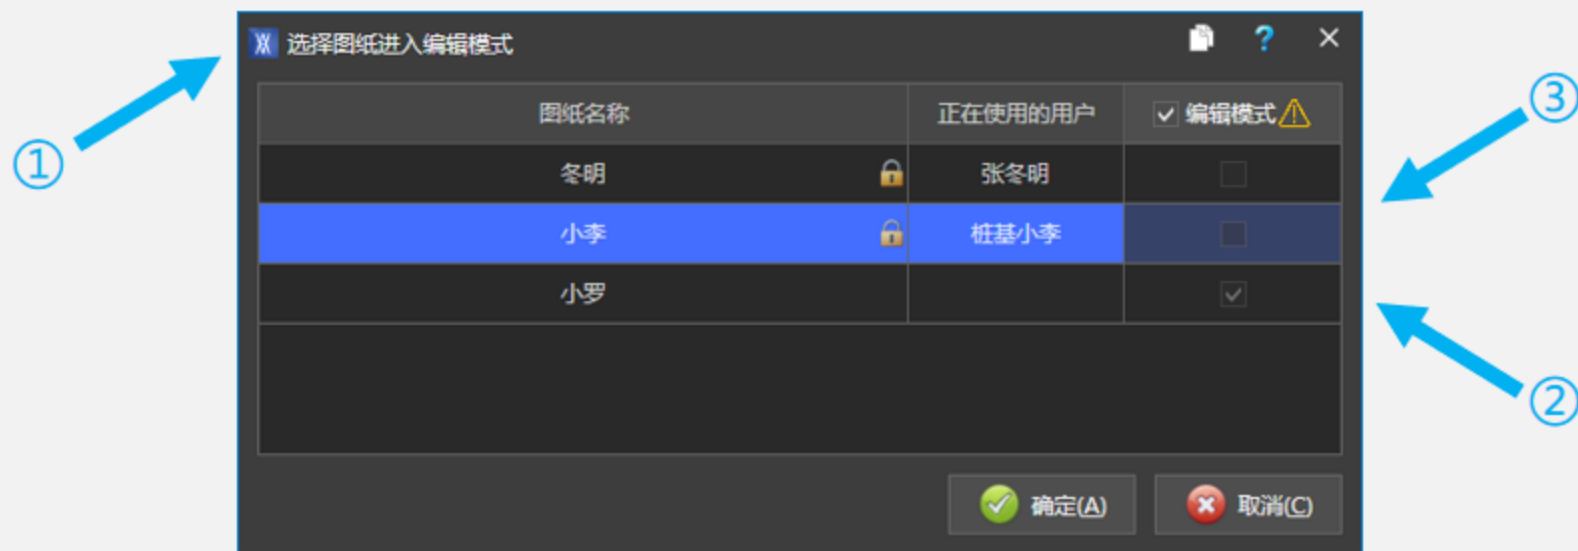 选择图纸进入编辑模式
?
①
图纸名称 正在使用的用户 编辑模式
③
冬明 张冬明
小李 桩基小李
小罗
②
确定(A) 取消(C)